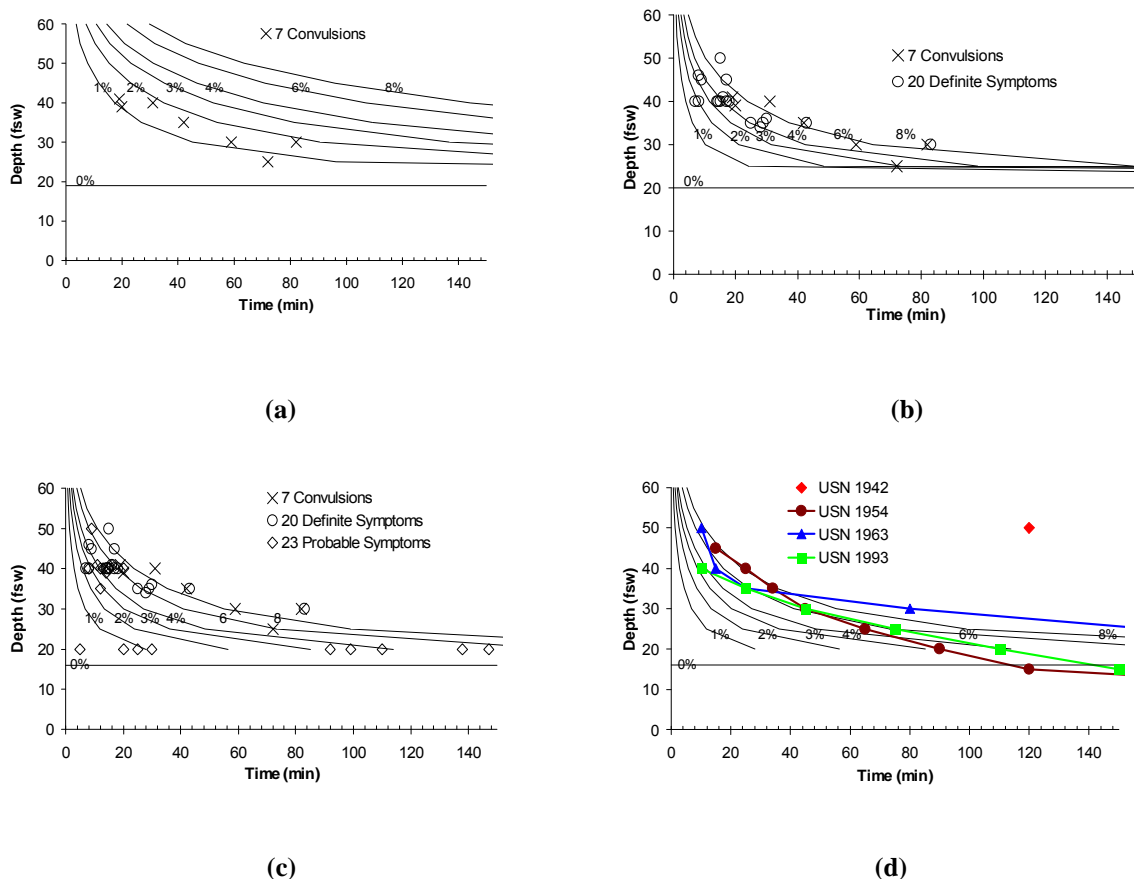 60
50
40
30
20
10
0
Depth (fsw)
7 Convulsions
1%
2%
3%
4%
6%
8%
0%
0 20 40 60 80 100 120 140
Time (min)
(a)
60
50
40
30
20
10
0
Depth (fsw)
7 Convulsions
20 Definite Symptoms
1%
2%
3%
4%
6%
8%
0%
0 20 40 60 80 100 120 140
Time (min)
(b)
60
50
40
30
20
10
0
Depth (fsw)
7 Convulsions
20 Definite Symptoms
23 Probable Symptoms
1%
2%
3%
4%
6
8
0%
0 20 40 60 80 100 120 140
Time (min)
(c)
60
50
40
30
20
10
0
Depth (fsw)
USN 1942
USN 1954
USN 1963
USN 1993
1%
2%
3%
4%
6%
8%
0%
0 20 40 60 80 100 120 140
Time (min)
(d)